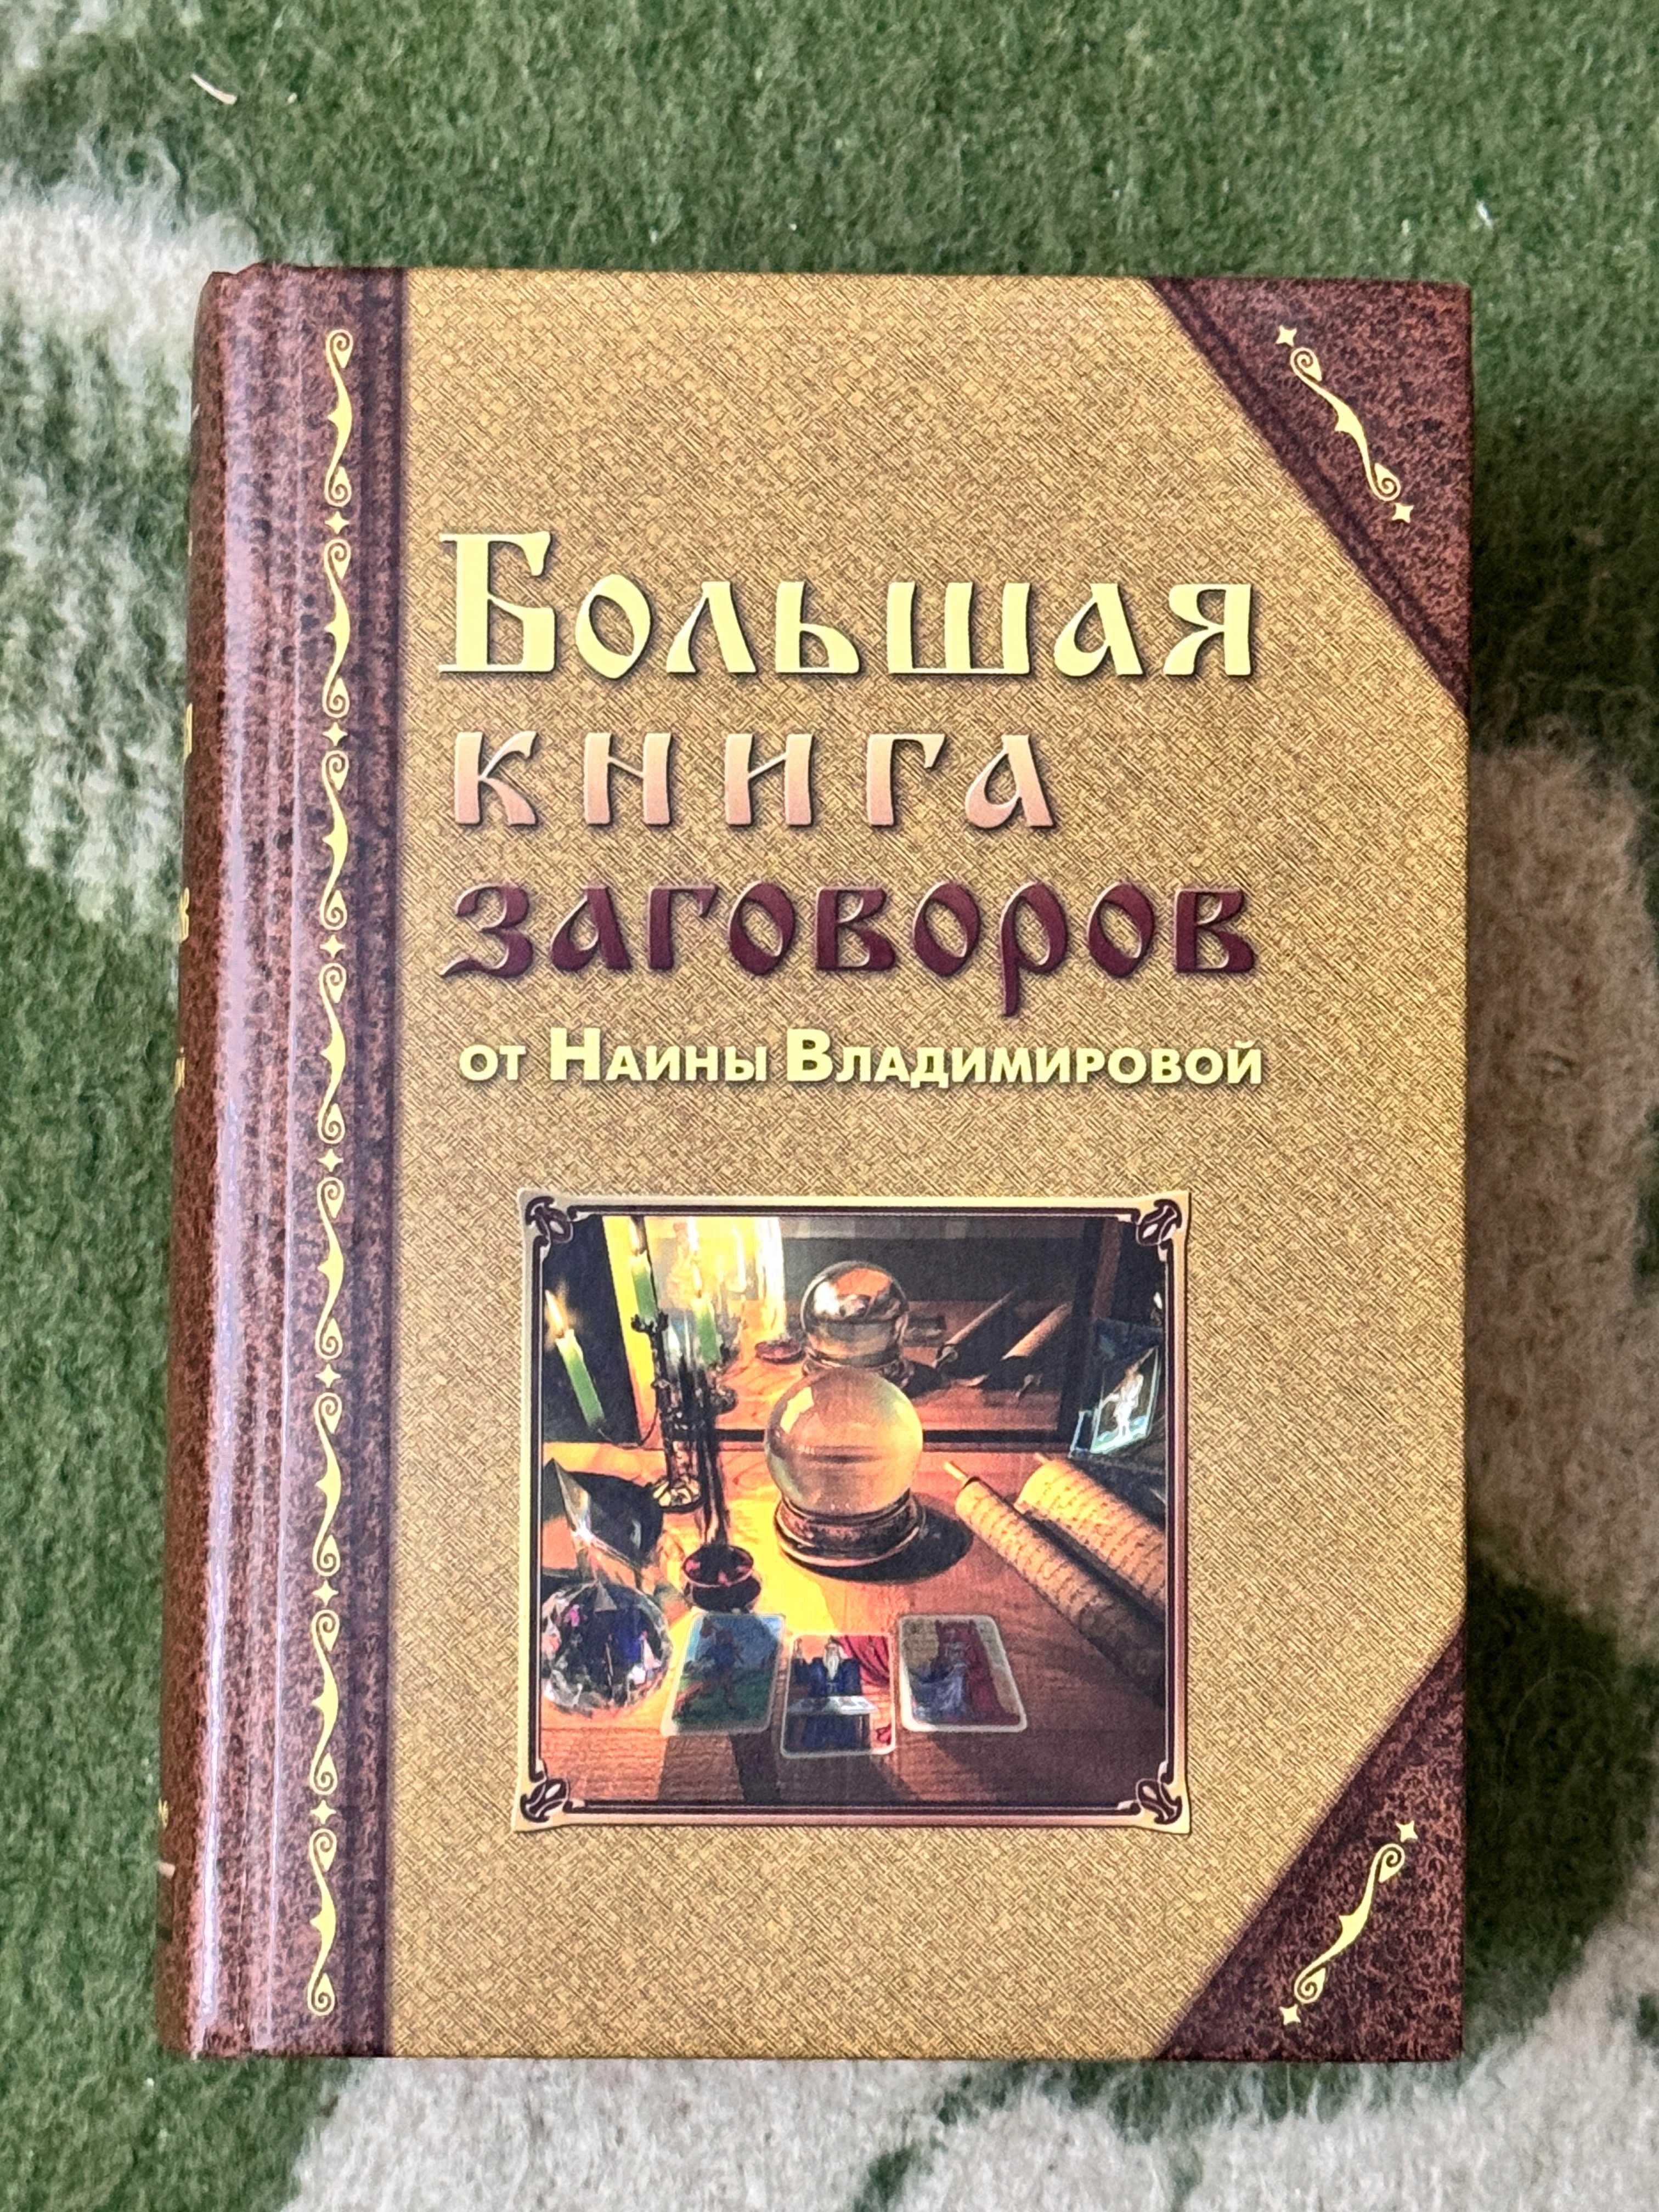 Большая
книга
заговоров
от Наины Владимировой